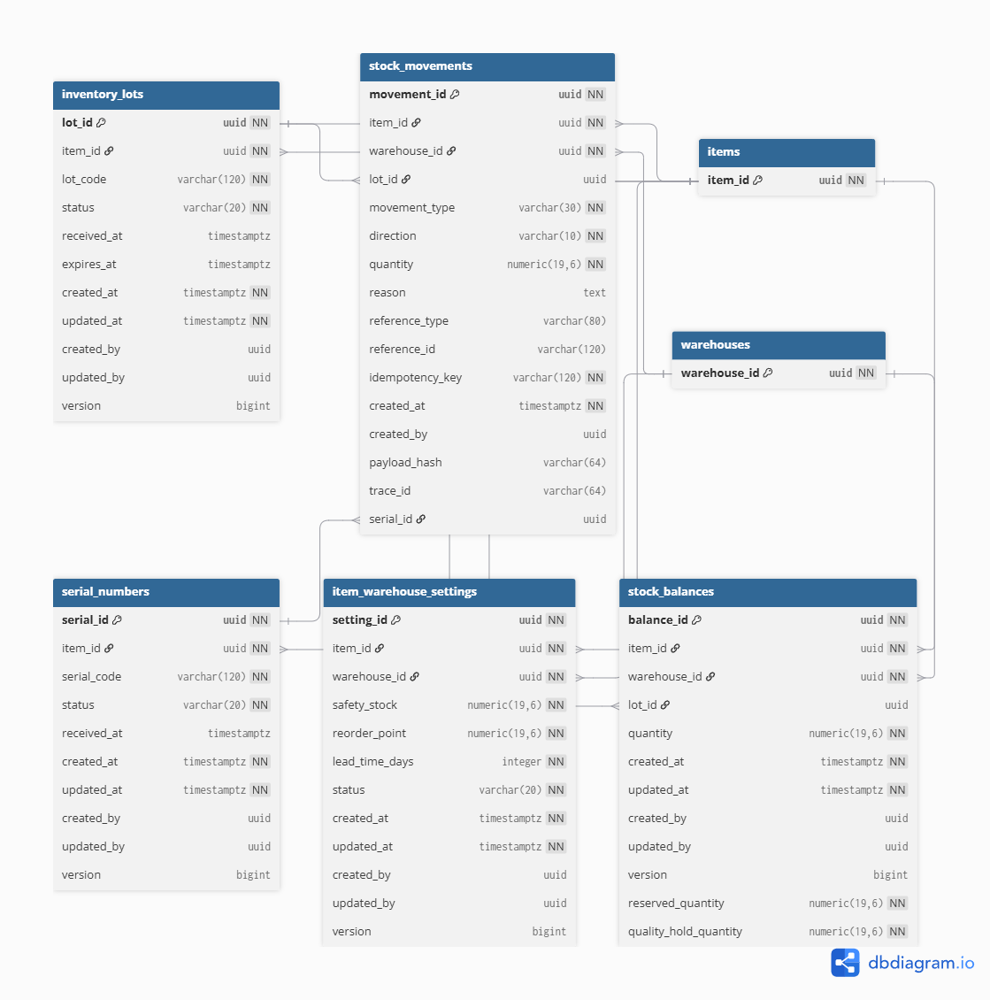 stock_movements
movement_id uuid NN
item_id uuid NN
warehouse_id uuid NN
lot_id uuid
movement_type varchar(30) NN
direction varchar(10) NN
quantity numeric(19,6) NN
reason text
reference_type varchar(80)
reference_id varchar(120)
idempotency_key varchar(120) NN
created_at timestamptz NN
created_by uuid
payload_hash varchar(64)
trace_id varchar(64)
serial_id uuid
inventory_lots
lot_id uuid NN
item_id uuid NN
lot_code varchar(120) NN
status varchar(20) NN
received_at timestamptz
expires_at timestamptz
created_at timestamptz NN
updated_at timestamptz NN
created_by uuid
updated_by uuid
version bigint
items
item_id uuid NN
warehouses
warehouse_id uuid NN
serial_numbers
serial_id uuid NN
item_id uuid NN
serial_code varchar(120) NN
status varchar(20) NN
received_at timestamptz
created_at timestamptz NN
updated_at timestamptz NN
created_by uuid
updated_by uuid
version bigint
item_warehouse_settings
setting_id uuid NN
item_id uuid NN
warehouse_id uuid NN
safety_stock numeric(19,6) NN
reorder_point numeric(19,6) NN
lead_time_days integer NN
status varchar(20) NN
created_at timestamptz NN
updated_at timestamptz NN
created_by uuid
updated_by uuid
version bigint
stock_balances
balance_id uuid NN
item_id uuid NN
warehouse_id uuid NN
lot_id uuid
quantity numeric(19,6) NN
created_at timestamptz NN
updated_at timestamptz NN
created_by uuid
updated_by uuid
version bigint
reserved_quantity numeric(19,6) NN
quality_hold_quantity numeric(19,6) NN
dbdiagram.io